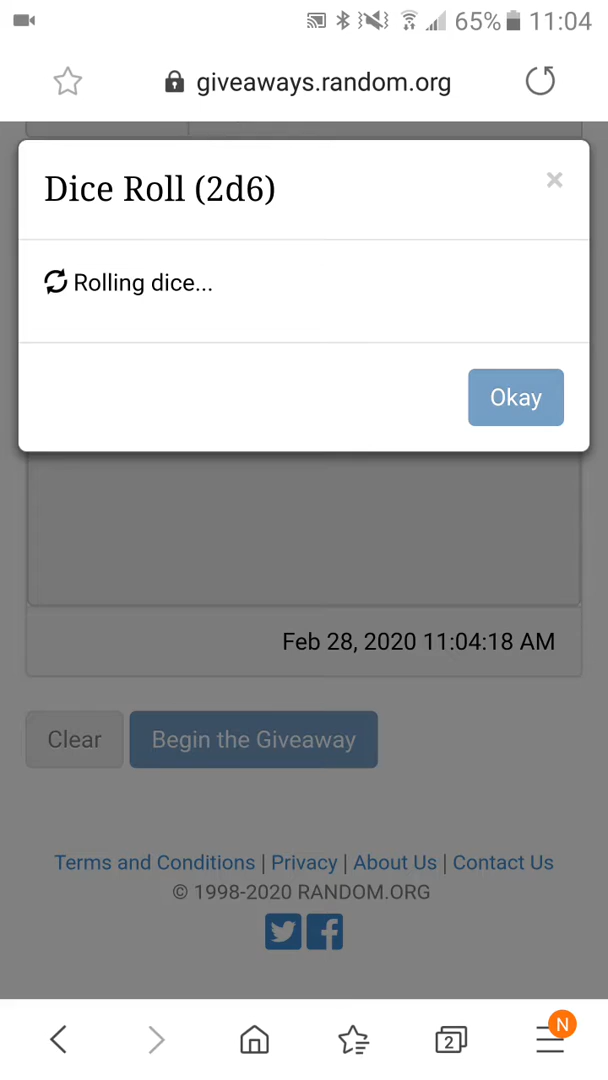 65% 11:04
giveaways.random.org
Dice Roll (2d6)
×
Rolling dice...
Okay
Feb 28, 2020 11:04:18 AM
Clear
Begin the Giveaway
Terms and Conditions | Privacy | About Us | Contact Us
© 1998-2020 RANDOM.ORG
N
2